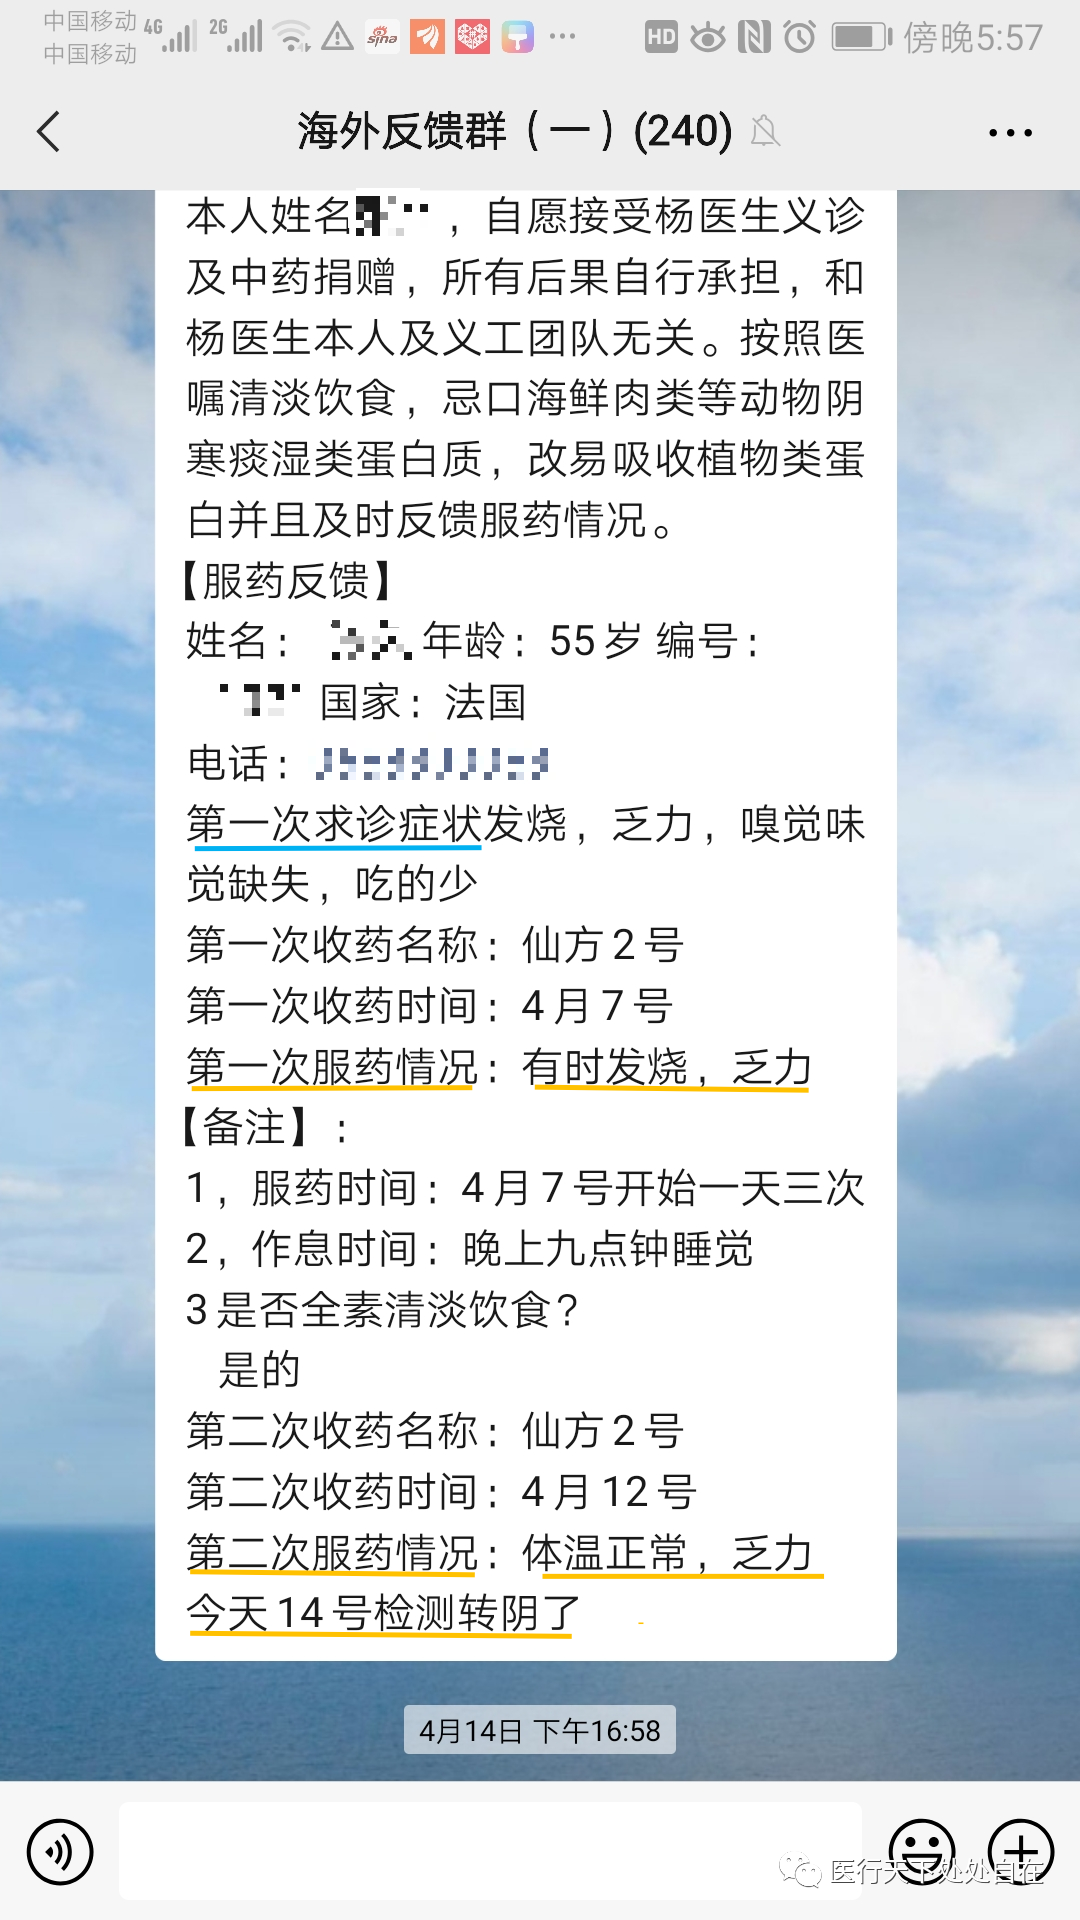 中国移动 4G 2G HD 傍晚5:57
中国移动
sina
海外反馈群（一）(240)
本人姓名 ，自愿接受杨医生义诊
及中药捐赠，所有后果自行承担，和
杨医生本人及义工团队无关。按照医
嘱清淡饮食，忌口海鲜肉类等动物阴
寒痰湿类蛋白质，改易吸收植物类蛋
白并且及时反馈服药情况。
【服药反馈】
姓名： 年龄：55岁 编号：
国家：法国
电话：
第一次求诊症状发烧，乏力，嗅觉味
觉缺失，吃的少
第一次收药名称：仙方2号
第一次收药时间：4月7号
第一次服药情况：有时发烧，乏力
【备注】：
1，服药时间：4月7号开始一天三次
2，作息时间：晚上九点钟睡觉
3是否全素清淡饮食？
是的
第二次收药名称：仙方2号
第二次收药时间：4月12号
第二次服药情况：体温正常，乏力
今天14号检测转阴了
4月14日 下午16:58
医行天下处处自在